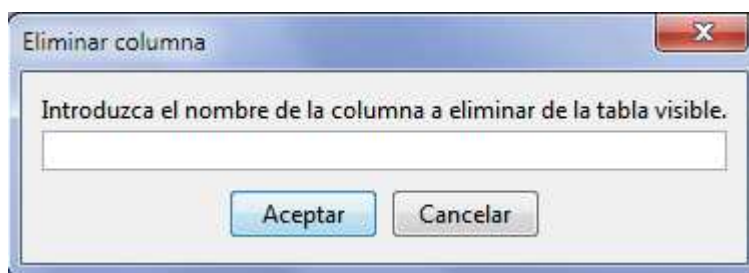 Eliminar columna
Introduzca el nombre de la columna a eliminar de la tabla visible.
Aceptar Cancelar